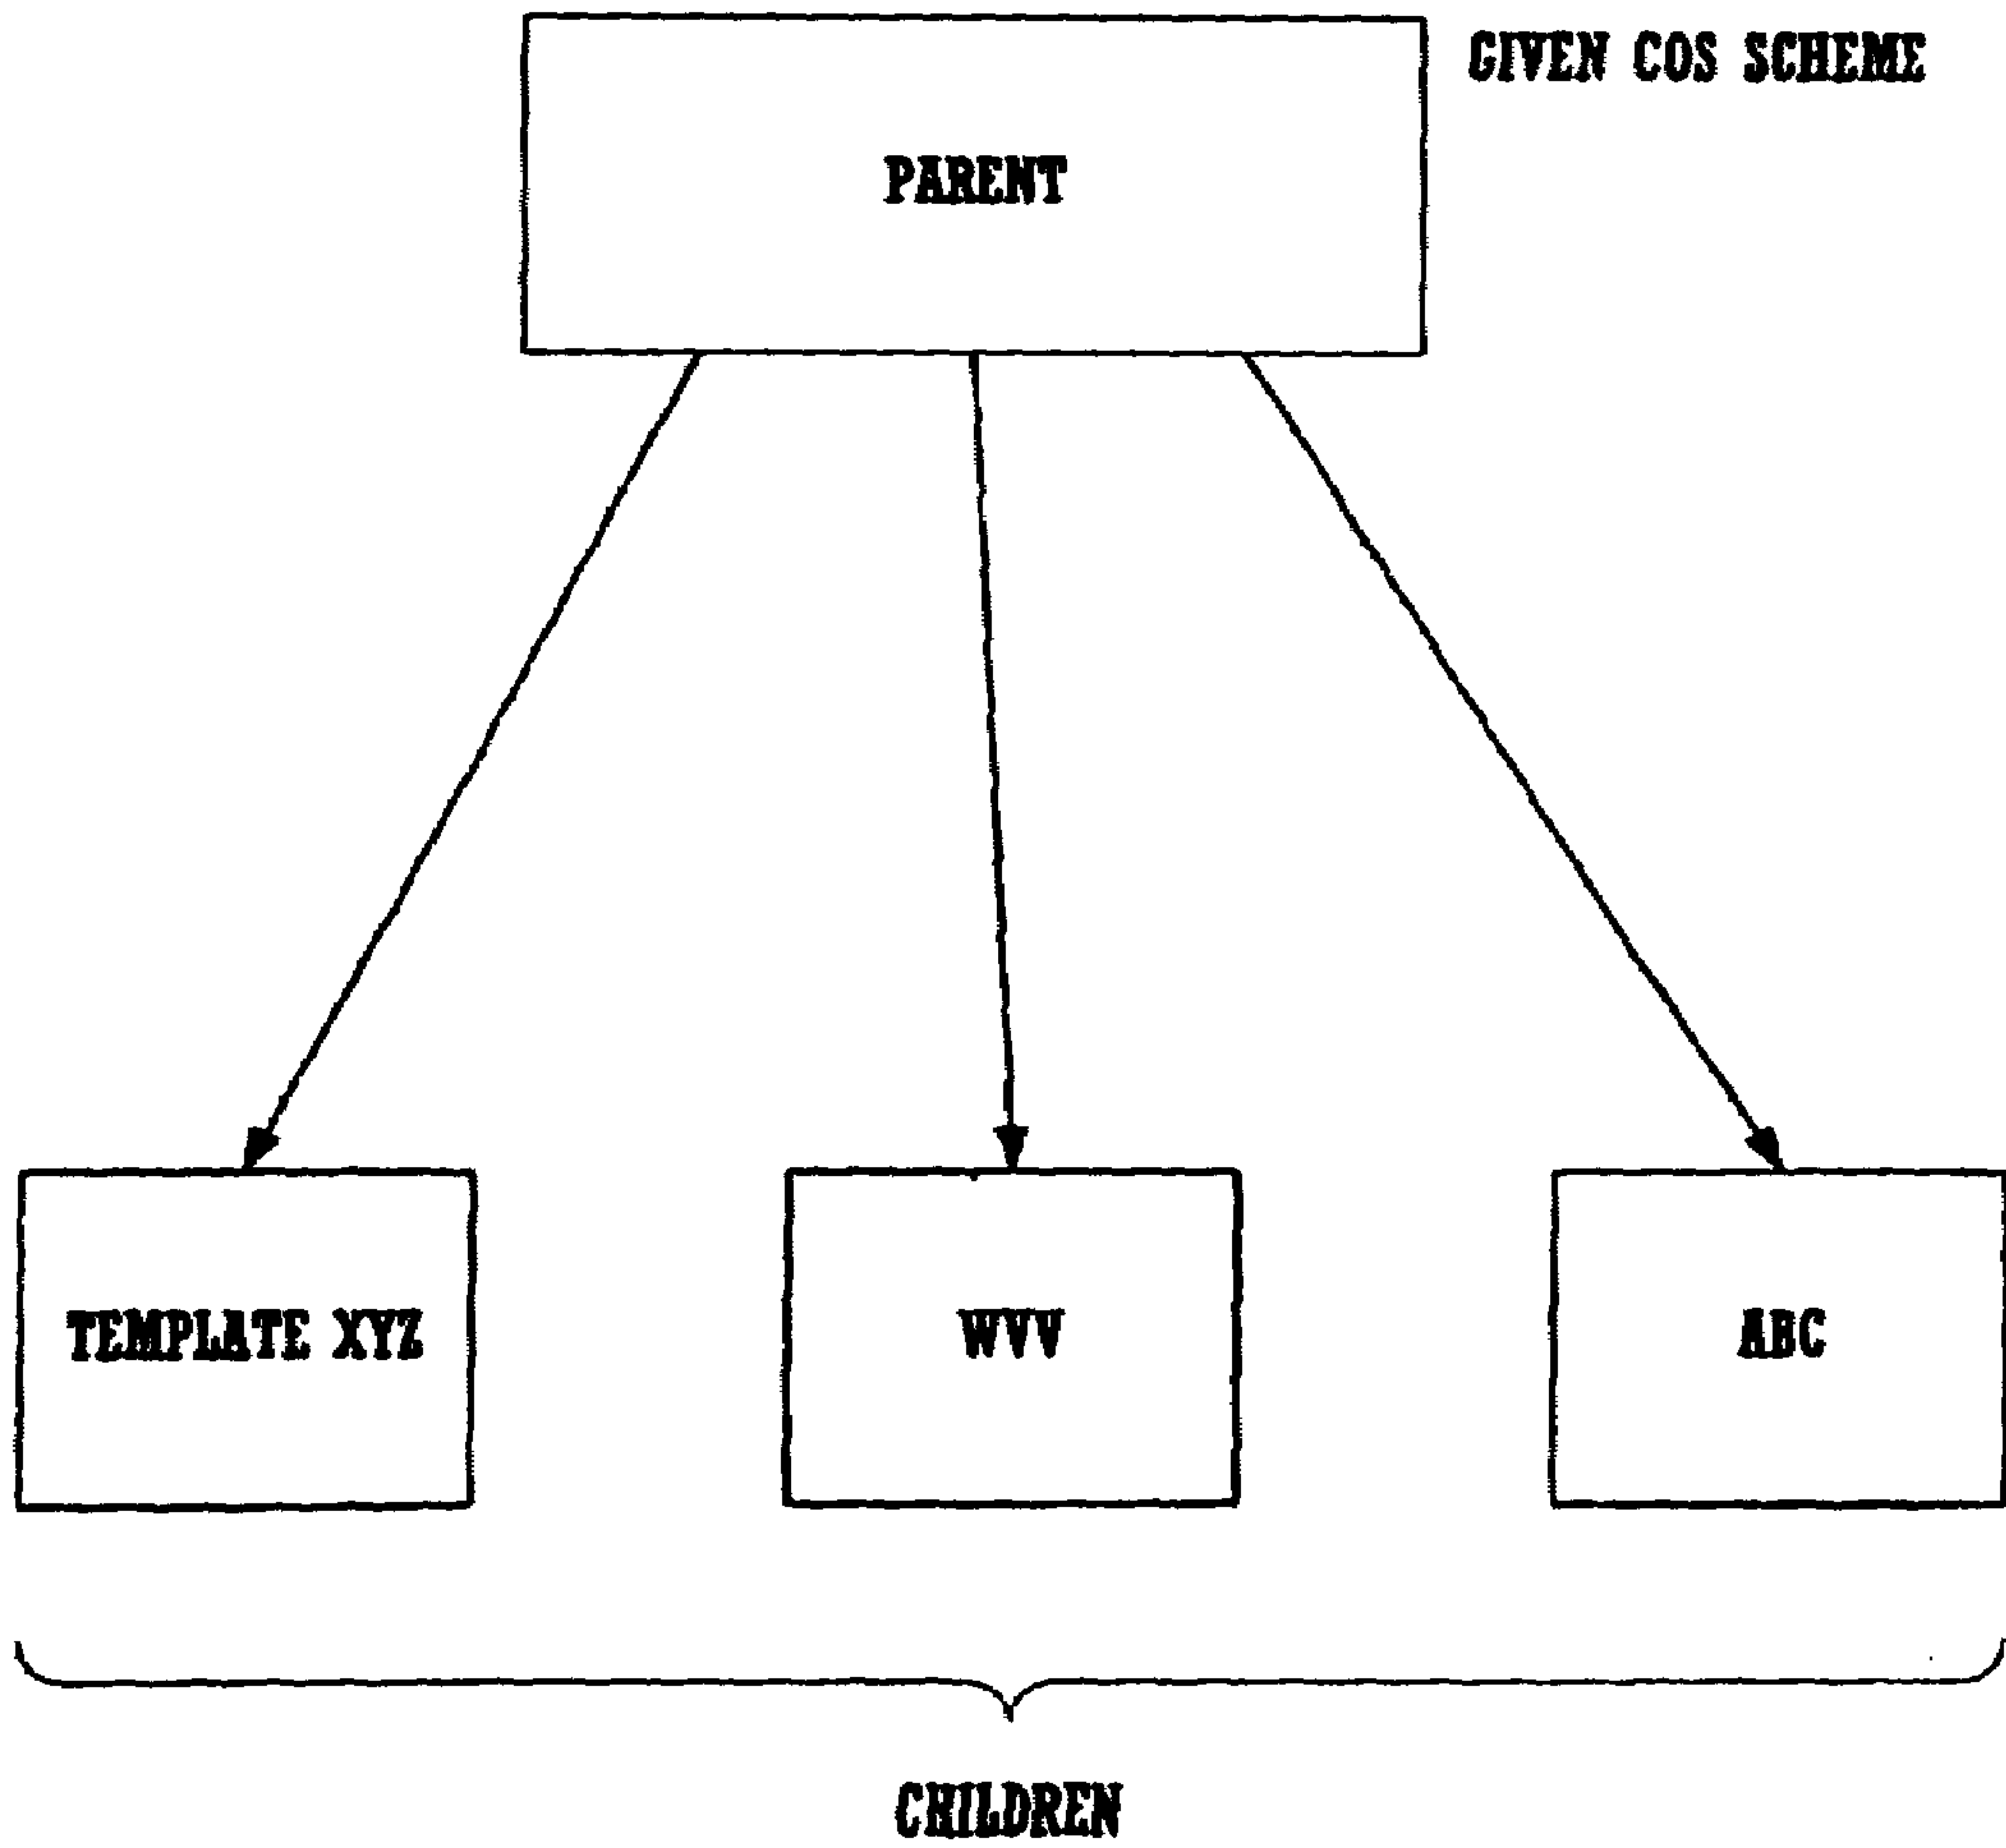 GIVEN COS SCHEME
PARENT
TEMPLATE XYZ
WVV
ABC
CHILDREN